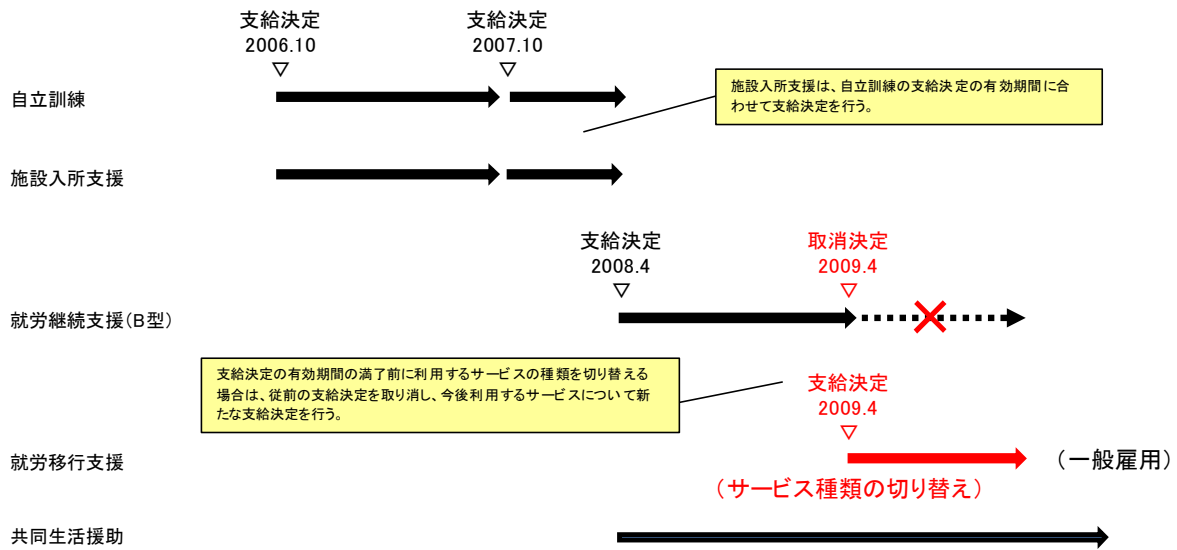 支給決定
2006.10
▽
支給決定
2007.10
▽
自立訓練
施設入所支援は、自立訓練の支給決定の有効期間に合
わせて支給決定を行う。
施設入所支援
支給決定
2008.4
▽
取消決定
2009.4
▽
就労継続支援(B型)
支給決定の有効期間の満了前に利用するサービスの種類を切り替える
場合は、従前の支給決定を取り消し、今後利用するサービスについて新
たな支給決定を行う。
支給決定
2009.4
▽
就労移行支援
(一般雇用)
(サービス種類の切り替え)
共同生活援助